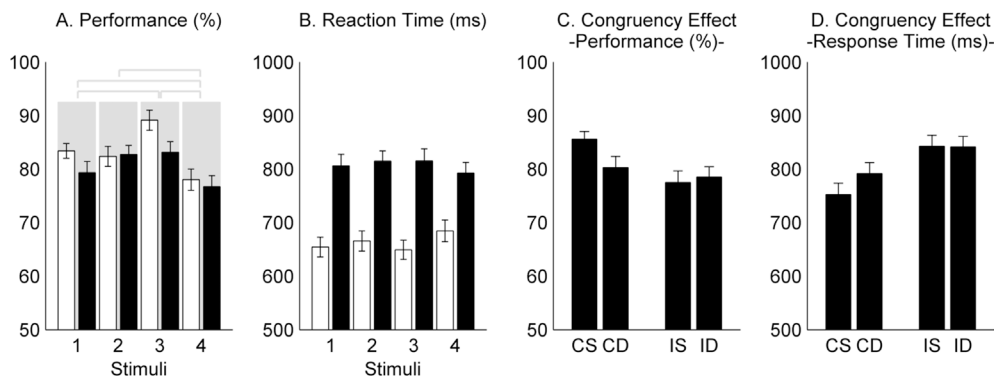 A. Performance (%)
100
90
80
70
60
50
1 2 3 4
Stimuli
B. Reaction Time (ms)
1000
900
800
700
600
500
1 2 3 4
Stimuli
C. Congruency Effect
-Performance (%)-
100
90
80
70
60
50
CS CD IS ID
D. Congruency Effect
-Response Time (ms)-
1000
900
800
700
600
500
CS CD IS ID